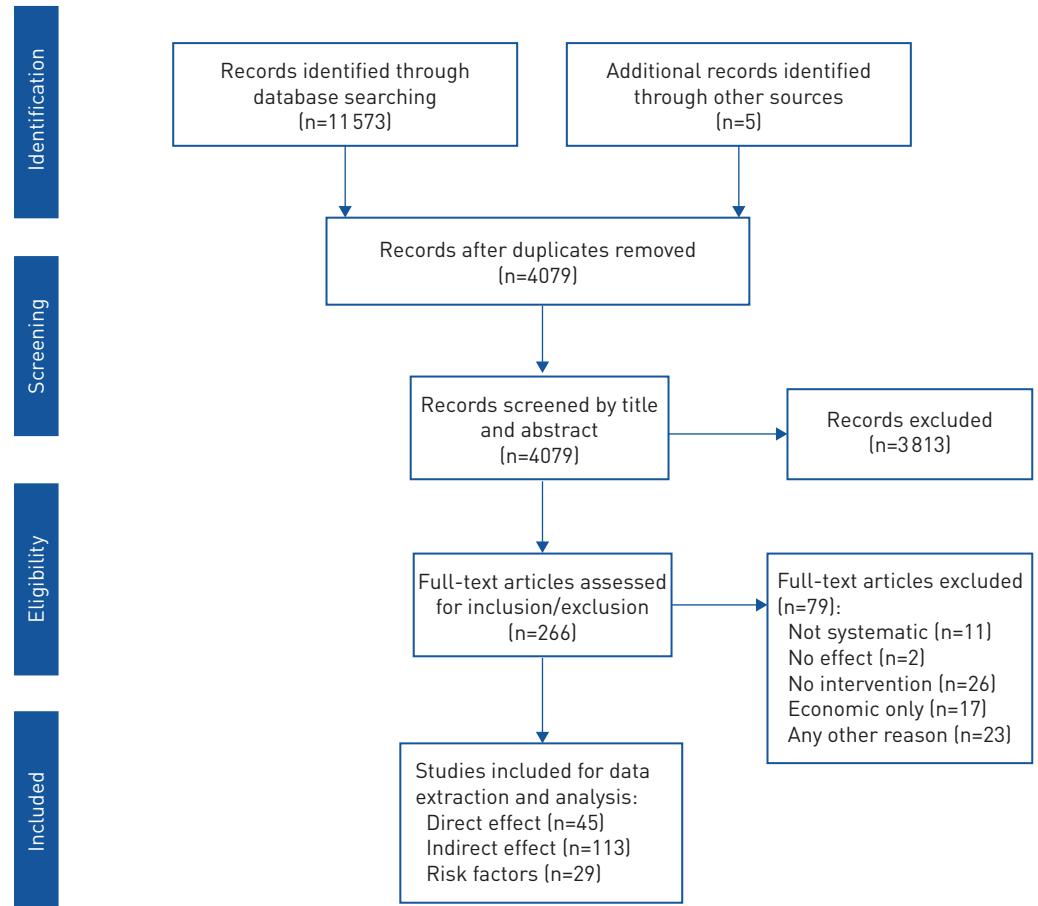 Identification
Records identified through
database searching
(n=11573)
Additional records identified
through other sources
(n=5)
Records after duplicates removed
(n=4079)
Screening
Records screened by title
and abstract
(n=4079)
Records excluded
(n=3813)
Eligibility
Full-text articles assessed
for inclusion/exclusion
(n=266)
Full-text articles excluded
(n=79):
Not systematic (n=11)
No effect (n=2)
No intervention (n=26)
Economic only (n=17)
Any other reason (n=23)
Included
Studies included for data
extraction and analysis:
Direct effect (n=45)
Indirect effect (n=113)
Risk factors (n=29)